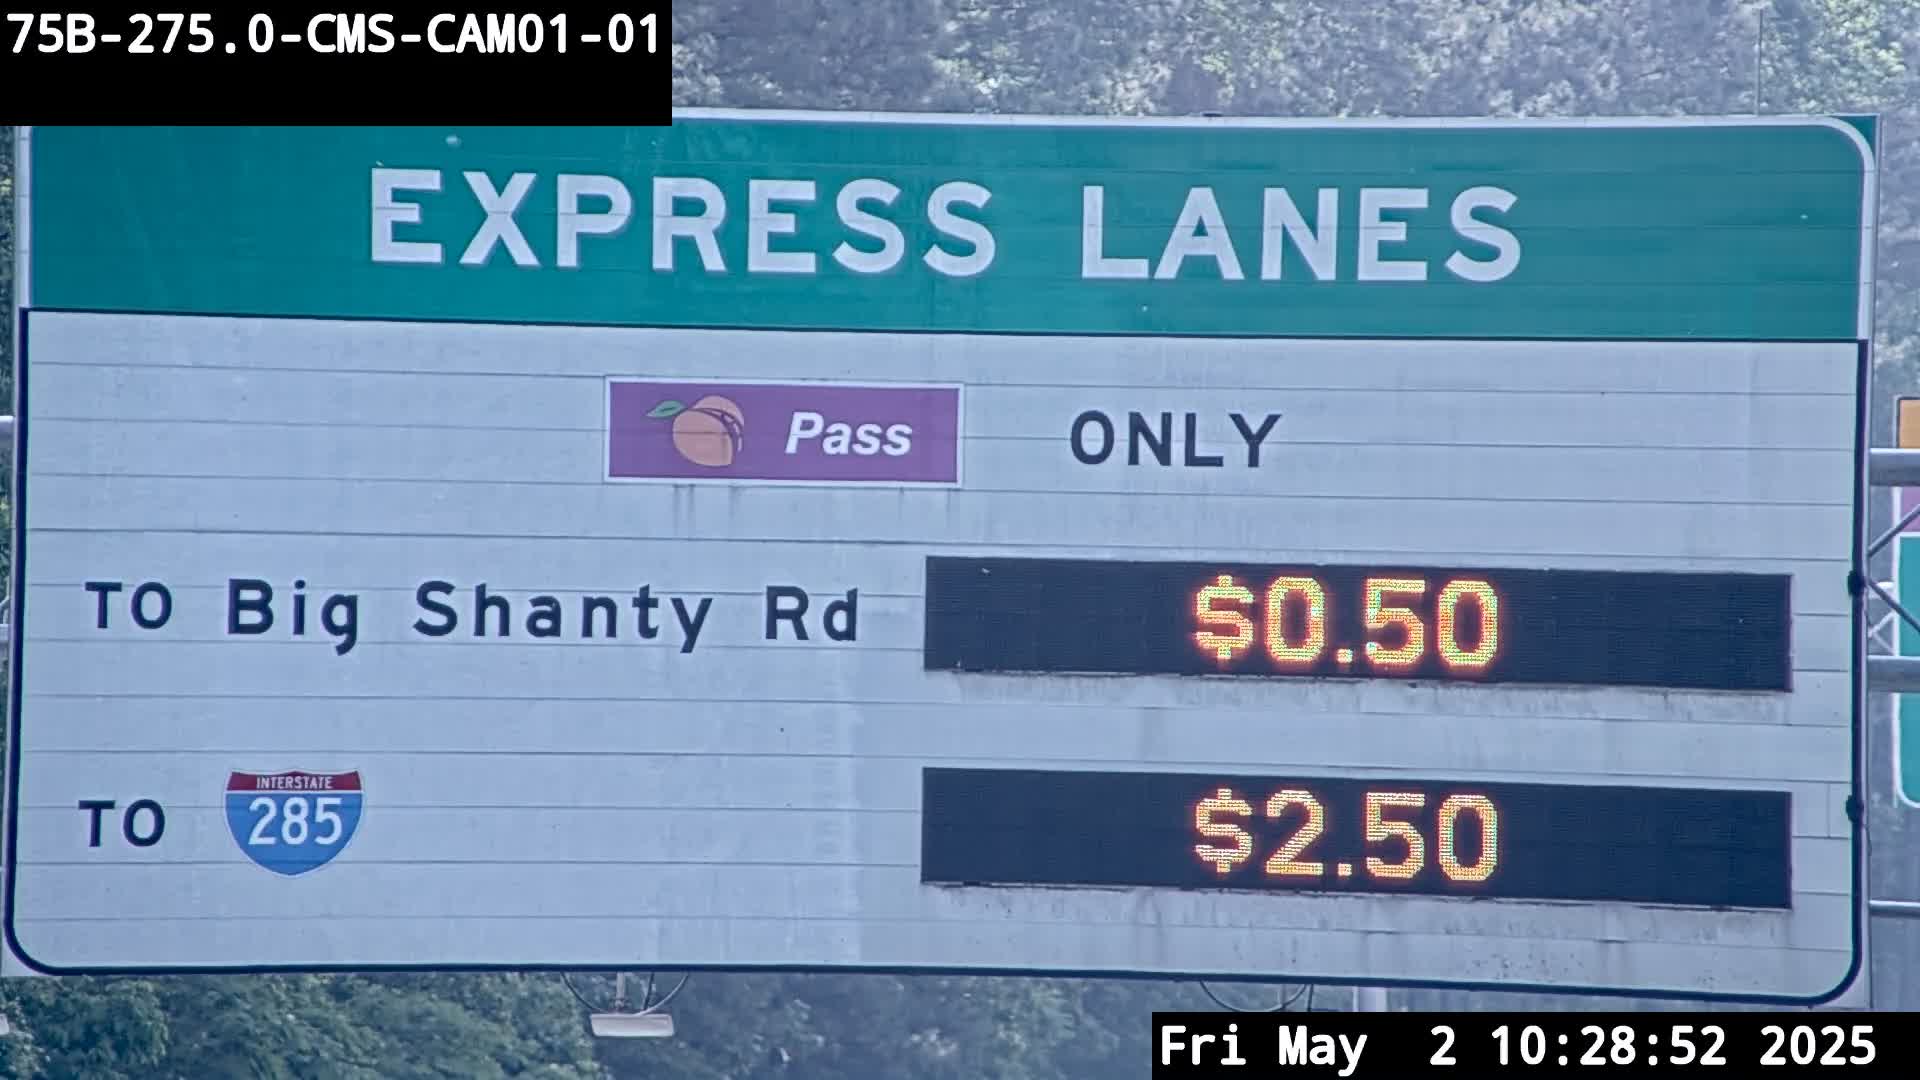 75B-275.0-CMS-CAM01-01
EXPRESS LANES
Pass ONLY
TO Big Shanty Rd $0.50
INTERSTATE
TO 285 $2.50
Fri May 2 10:28:52 2025